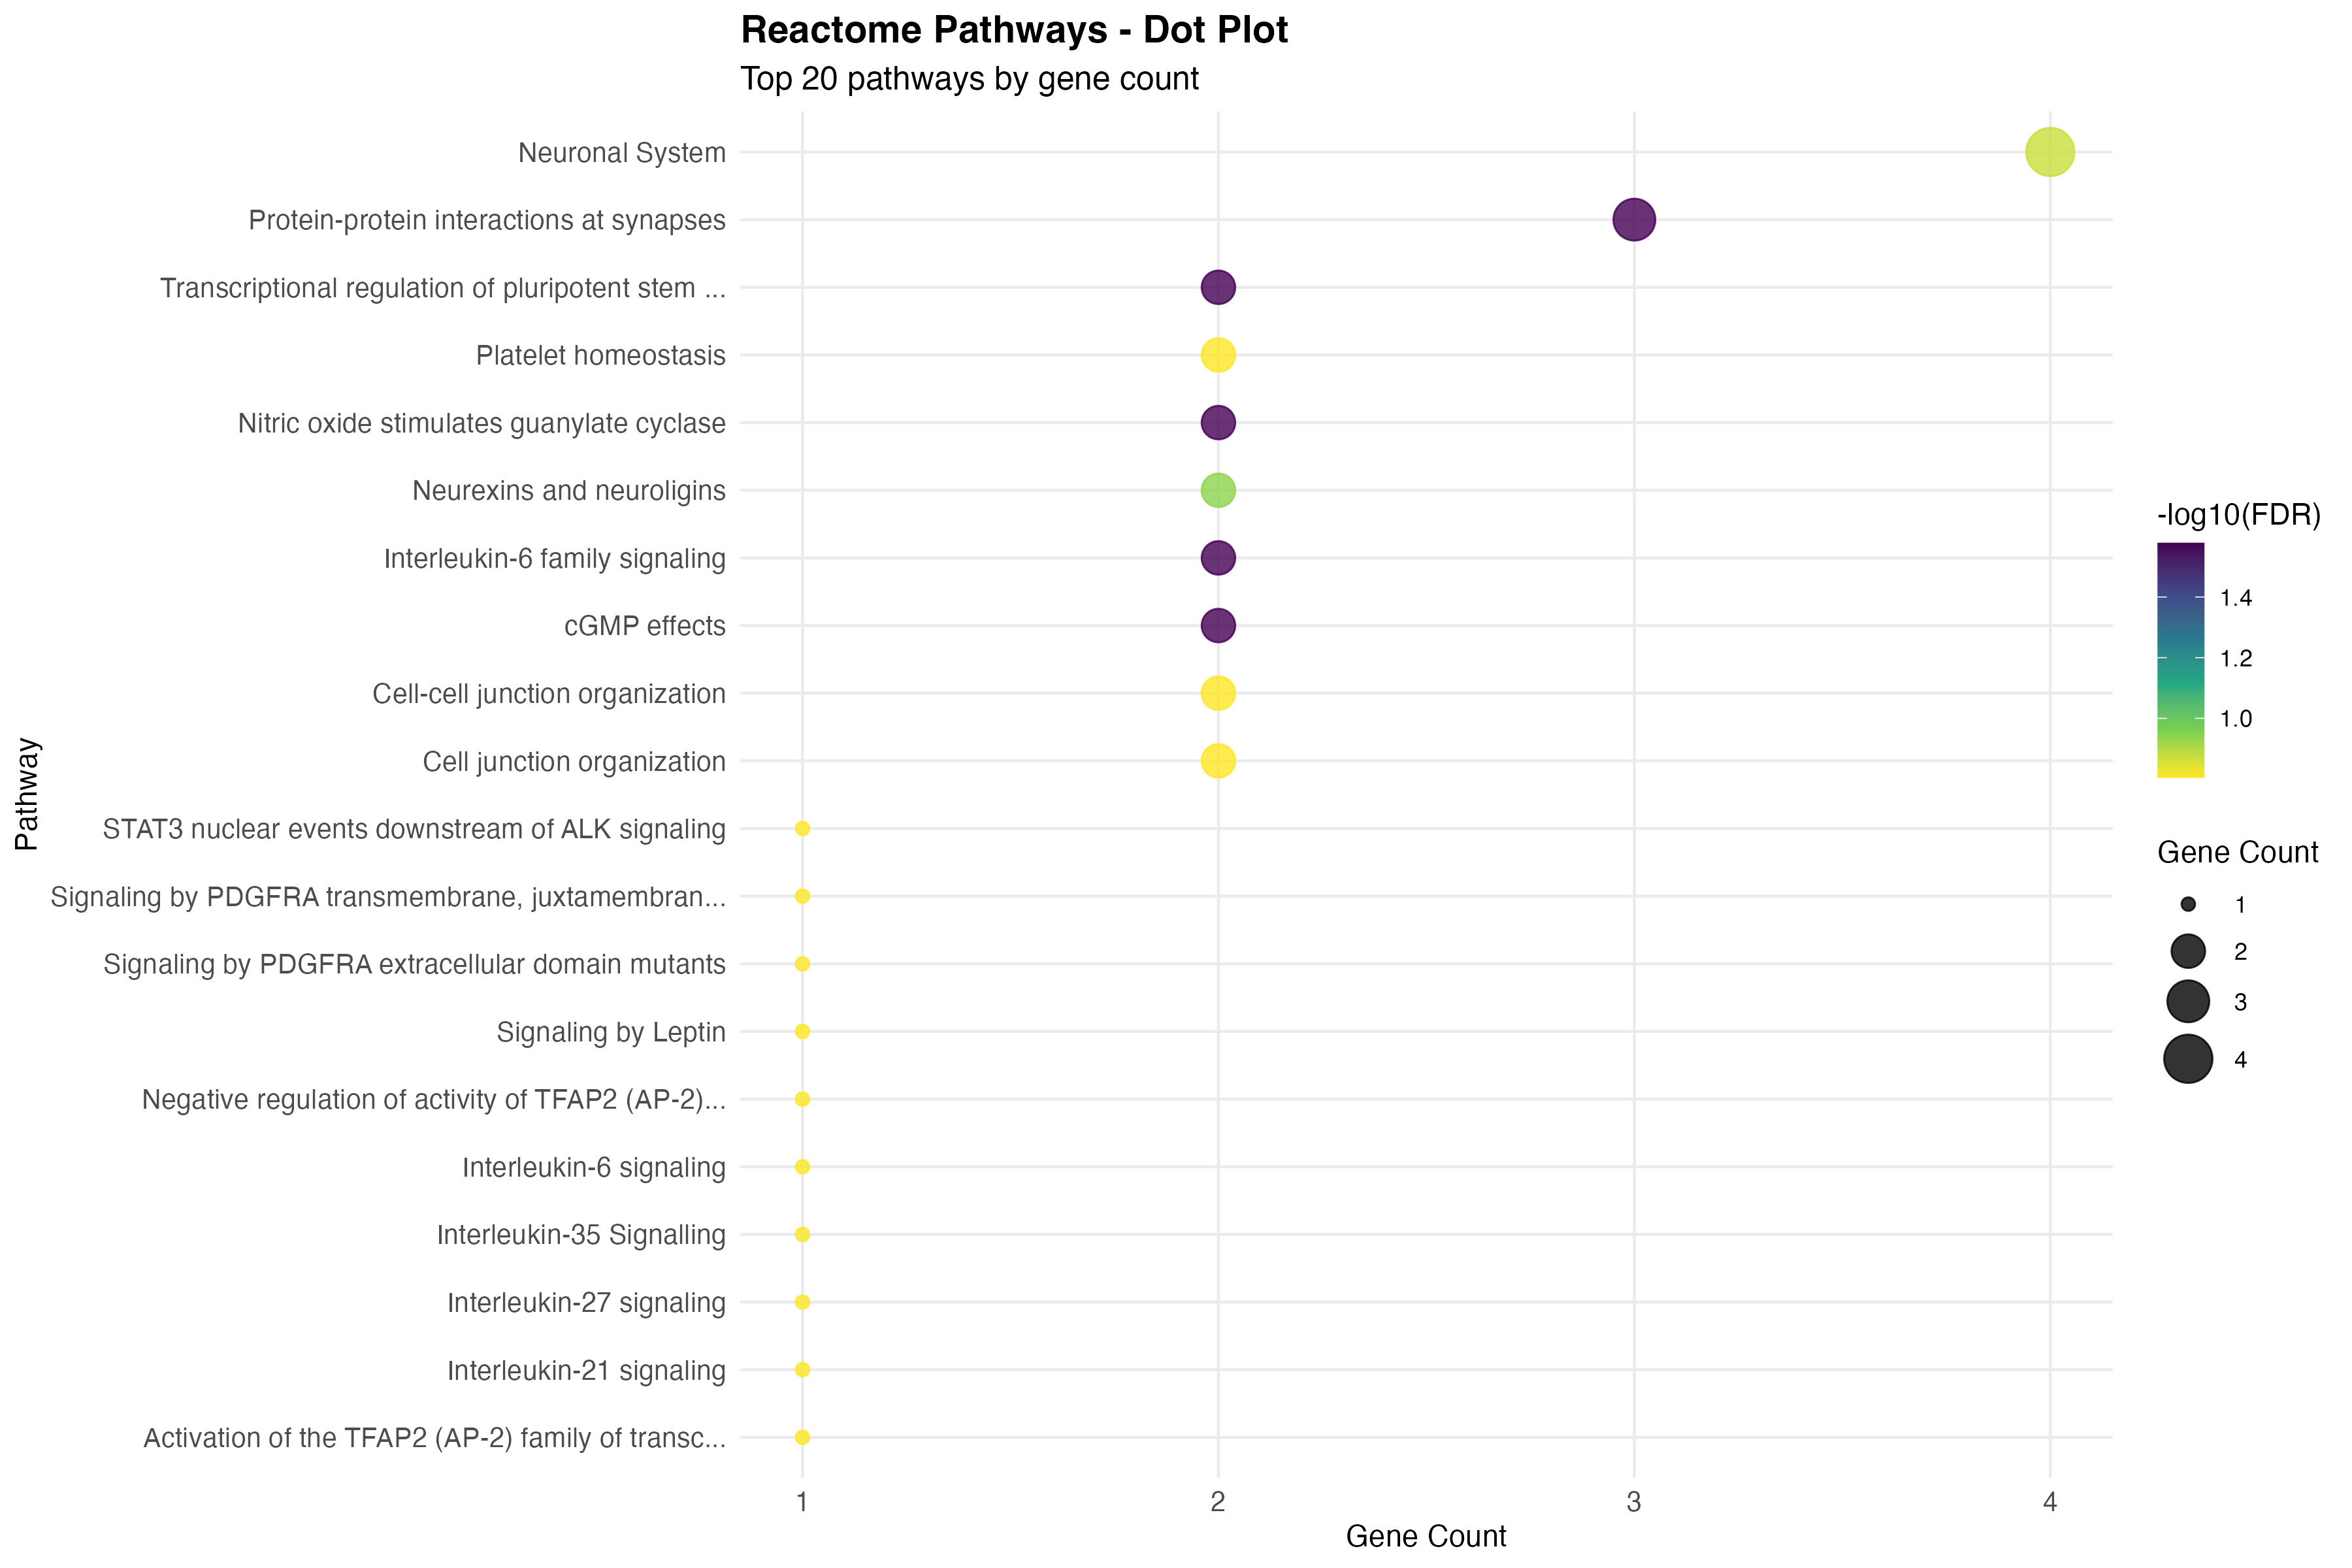 Reactome Pathways - Dot Plot
Top 20 pathways by gene count
Pathway
Neuronal System
Protein-protein interactions at synapses
Transcriptional regulation of pluripotent stem ...
Platelet homeostasis
Nitric oxide stimulates guanylate cyclase
Neurexins and neuroligins
Interleukin-6 family signaling
cGMP effects
Cell-cell junction organization
Cell junction organization
STAT3 nuclear events downstream of ALK signaling
Signaling by PDGFRA transmembrane, juxtamembran...
Signaling by PDGFRA extracellular domain mutants
Signaling by Leptin
Negative regulation of activity of TFAP2 (AP-2)...
Interleukin-6 signaling
Interleukin-35 Signalling
Interleukin-27 signaling
Interleukin-21 signaling
Activation of the TFAP2 (AP-2) family of transc...
1 2 3 4
Gene Count
-log10(FDR)
1.4
1.2
1.0
Gene Count
1
2
3
4